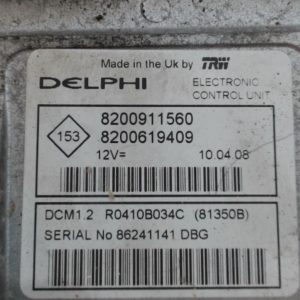 Made in the Uk by TRW
DELPHI
ELECTRONIC
CONTROL UNIT
153
8200911560
8200619409
12V=
10 04 08
DCM1.2 R0410B034C (81350B)
SERIAL No 86241141 DBG